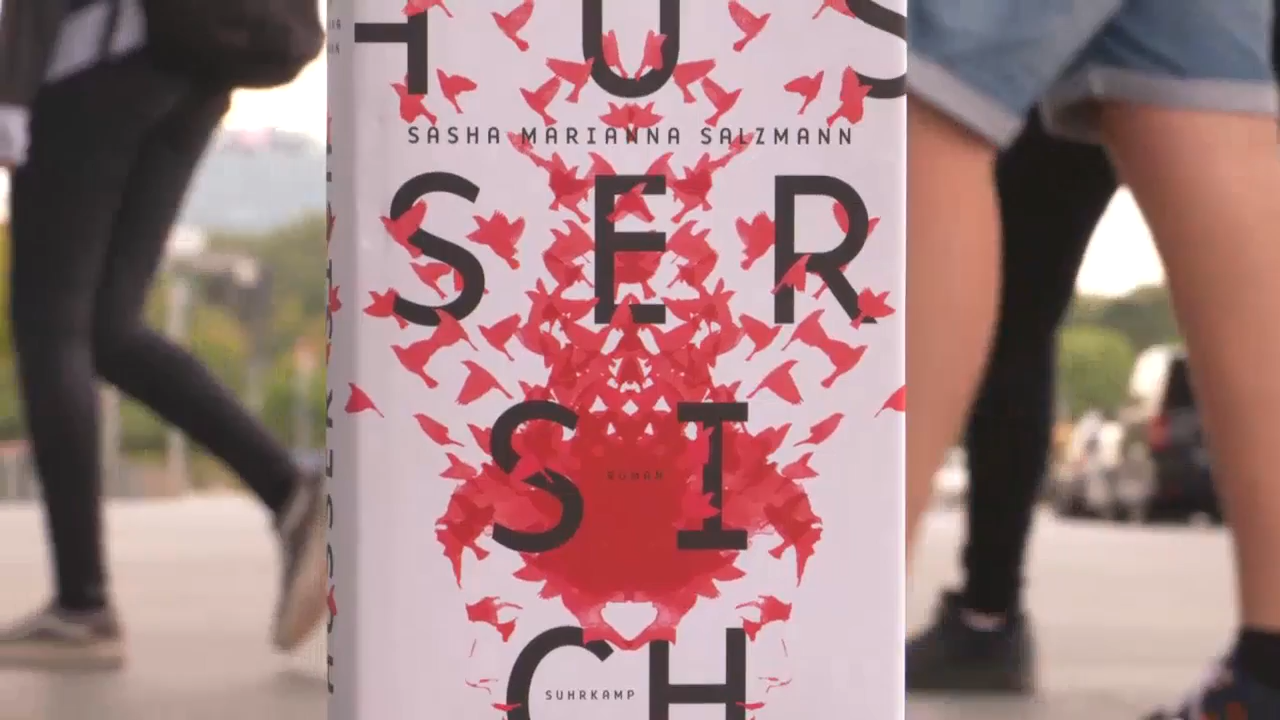 AUS
SASHA MARIANNA SALZMANN
SER
SI
ROMAN
CH
SUHRKAMP